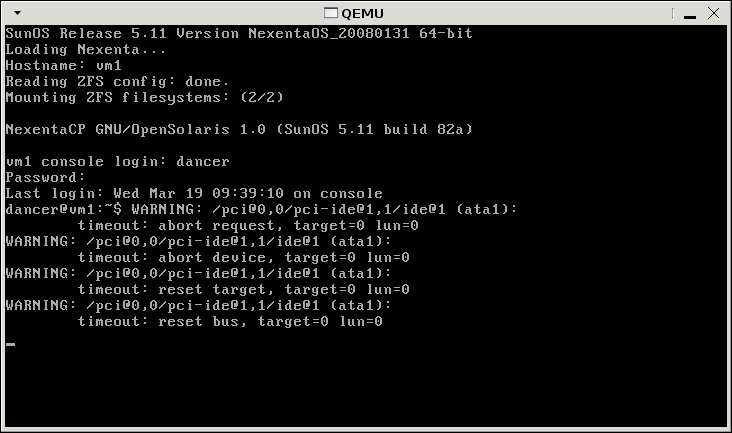 QEMU
SunOS Release 5.11 Version NexentaOS_20080131 64-bit
Loading Nexenta...
Hostname: vm1
Reading ZFS config: done.
Mounting ZFS filesystems: (2/2)
NexentaCP GNU/OpenSolaris 1.0 (SunOS 5.11 build 82a)
vm1 console login: dancer
Password:
Last login: Wed Mar 19 09:39:10 on console
dancer@vm1:~$ WARNING: /pci@0,0/pci-ide@1,1/ide@1 (ata1):
timeout: abort request, target=0 lun=0
WARNING: /pci@0,0/pci-ide@1,1/ide@1 (ata1):
timeout: abort device, target=0 lun=0
WARNING: /pci@0,0/pci-ide@1,1/ide@1 (ata1):
timeout: reset target, target=0 lun=0
WARNING: /pci@0,0/pci-ide@1,1/ide@1 (ata1):
timeout: reset bus, target=0 lun=0